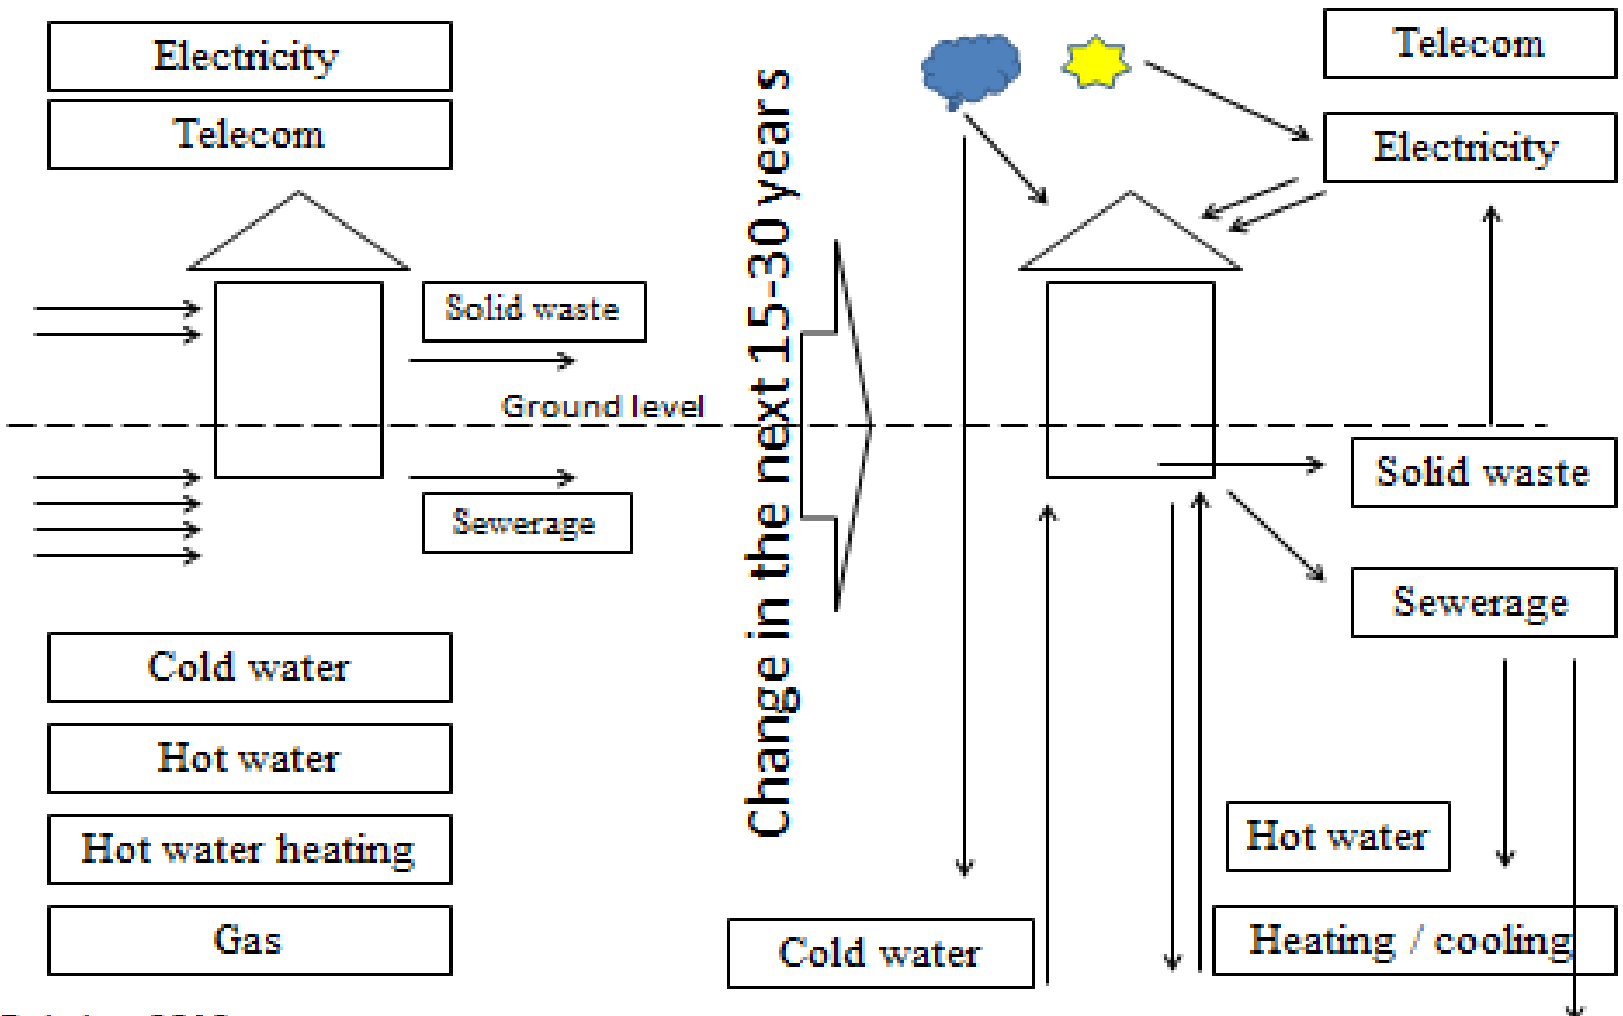 Electricity
Telecom
Solid waste
Ground level
Sewerage
Cold water
Hot water
Hot water heating
Gas
Change in the next 15-30 years
Telecom
Electricity
Solid waste
Sewerage
Hot water
Heating / cooling
Cold water